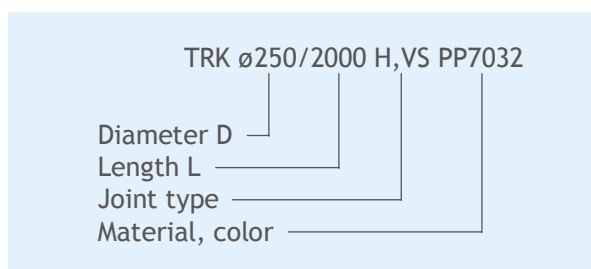 TRK ø250/2000 H,VS PP7032
Diameter D
Length L
Joint type
Material, color